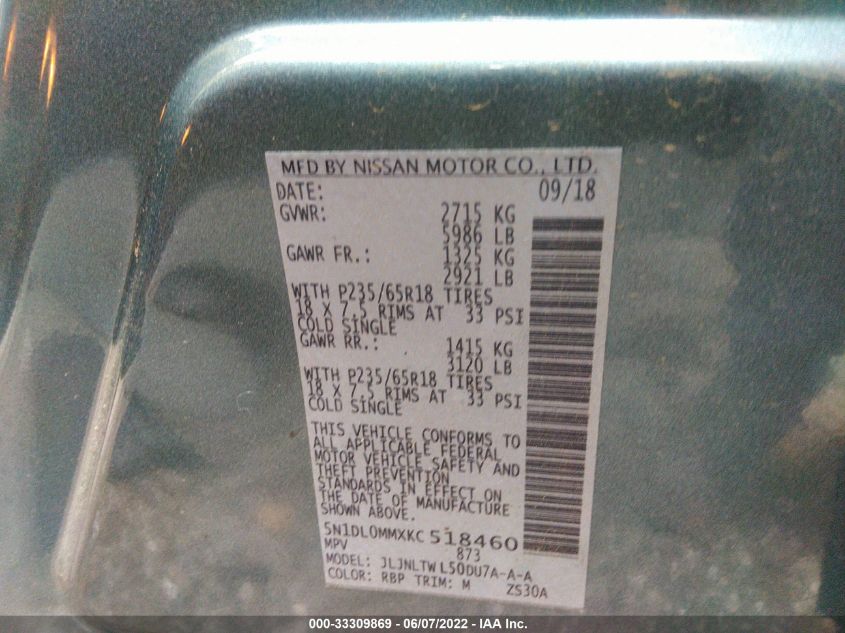 MFD BY NISSAN MOTOR CO., LTD.
DATE: 09/18
GVWR: 2715 KG
5986 LB
GAWR FR.: 1325 KG
2921 LB
WITH P235/65R18 TIRES
18 X 7.5 RIMS AT 33 PSI
COLD SINGLE
GAWR RR.: 1415 KG
3120 LB
WITH P235/65R18 TIRES
18 X 7.5 RIMS AT 33 PSI
COLD SINGLE
THIS VEHICLE CONFORMS TO
ALL APPLICABLE FEDERAL
MOTOR VEHICLE SAFETY AND
THEFT PREVENTION
STANDARDS IN EFFECT ON
THE DATE OF MANUFACTURE
SHOWN ABOVE.
5N1DL0MMXKC518460
MPV 873
MODEL: JLJNLTWL50DU7A-A-A
COLOR: RBP TRIM: M ZS30A
000-33309869 - 06/07/2022 - IAA Inc.